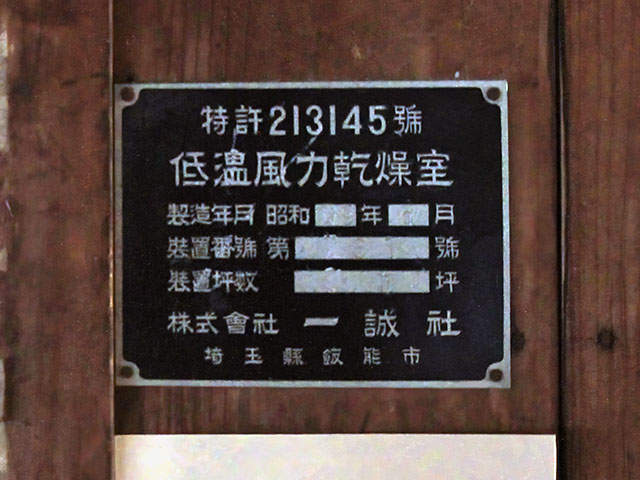 特許213145號
低溫風力乾燥室
製造年月 昭和 年 月
裝置番號 第 號
裝置坪数 坪
株式會社 一誠社
埼玉縣飯能市